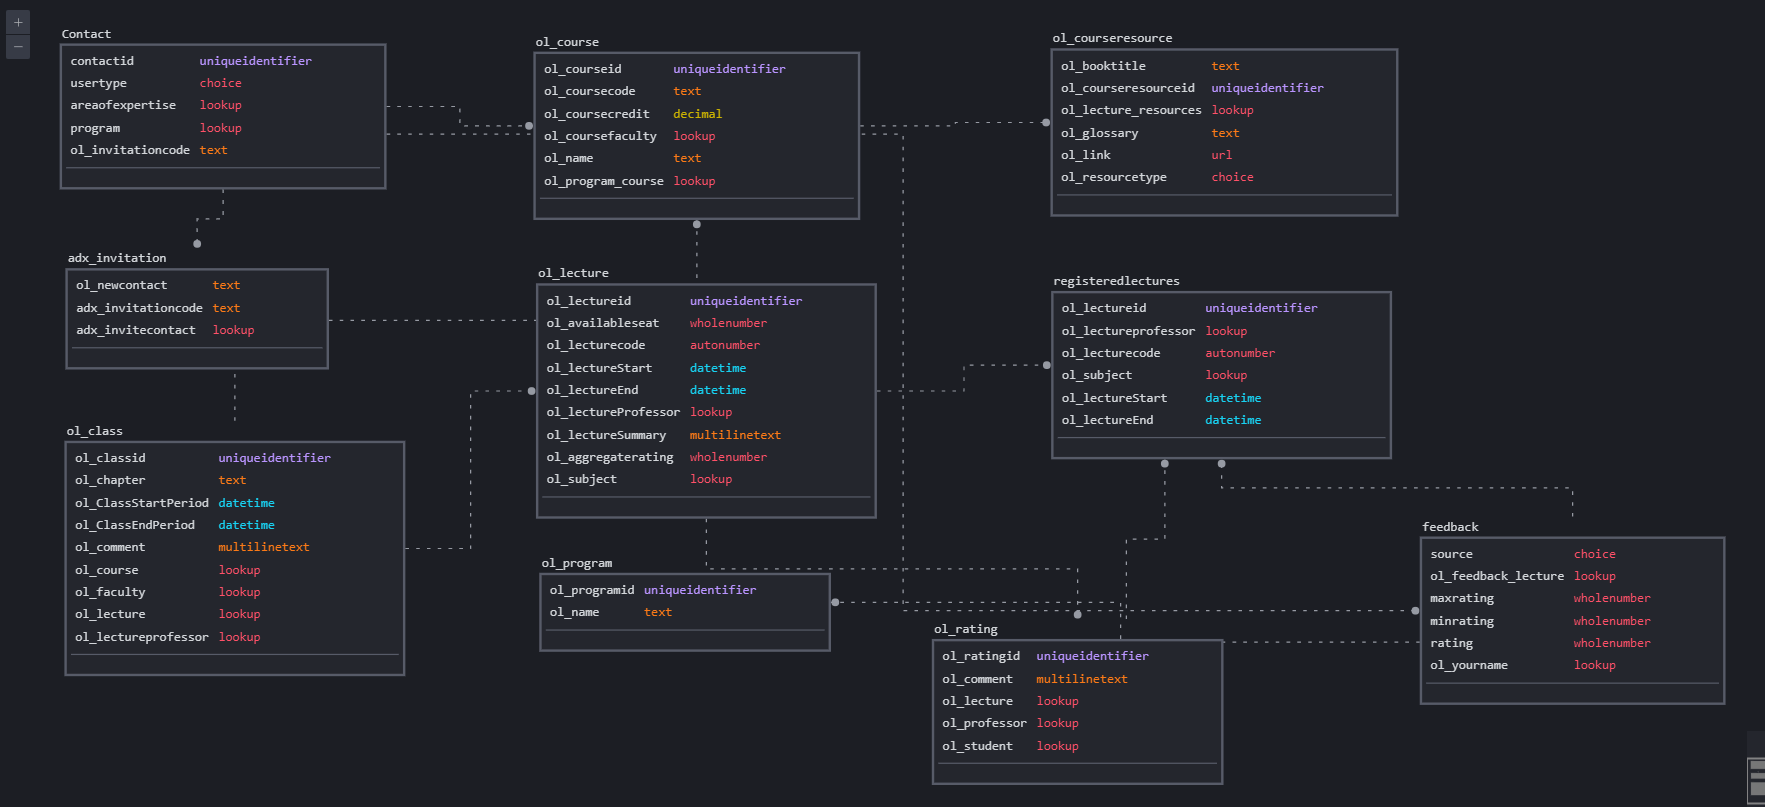 +
−
Contact
contactid uniqueidentifier
usertype choice
areaofexpertise lookup
program lookup
ol_invitationcode text
ol_course
ol_courseid uniqueidentifier
ol_coursecode text
ol_coursecredit decimal
ol_coursefaculty lookup
ol_name text
ol_program_course lookup
ol_courseresource
ol_booktitle text
ol_courseresourceid uniqueidentifier
ol_lecture_resources lookup
ol_glossary text
ol_link url
ol_resourcetype choice
adx_invitation
ol_newcontact text
adx_invitationcode text
adx_invitecontact lookup
ol_lecture
ol_lectureid uniqueidentifier
ol_availableseat wholenumber
ol_lecturecode autonumber
ol_lectureStart datetime
ol_lectureEnd datetime
ol_lectureProfessor lookup
ol_lectureSummary multilinetext
ol_aggregaterating wholenumber
ol_subject lookup
registeredlectures
ol_lectureid uniqueidentifier
ol_lectureprofessor lookup
ol_lecturecode autonumber
ol_subject lookup
ol_lectureStart datetime
ol_lectureEnd datetime
ol_class
ol_classid uniqueidentifier
ol_chapter text
ol_ClassStartPeriod datetime
ol_ClassEndPeriod datetime
ol_comment multilinetext
ol_course lookup
ol_faculty lookup
ol_lecture lookup
ol_lectureprofessor lookup
ol_program
ol_programid uniqueidentifier
ol_name text
ol_rating
ol_ratingid uniqueidentifier
ol_comment multilinetext
ol_lecture lookup
ol_professor lookup
ol_student lookup
feedback
source choice
ol_feedback_lecture lookup
maxrating wholenumber
minrating wholenumber
rating wholenumber
ol_yourname lookup